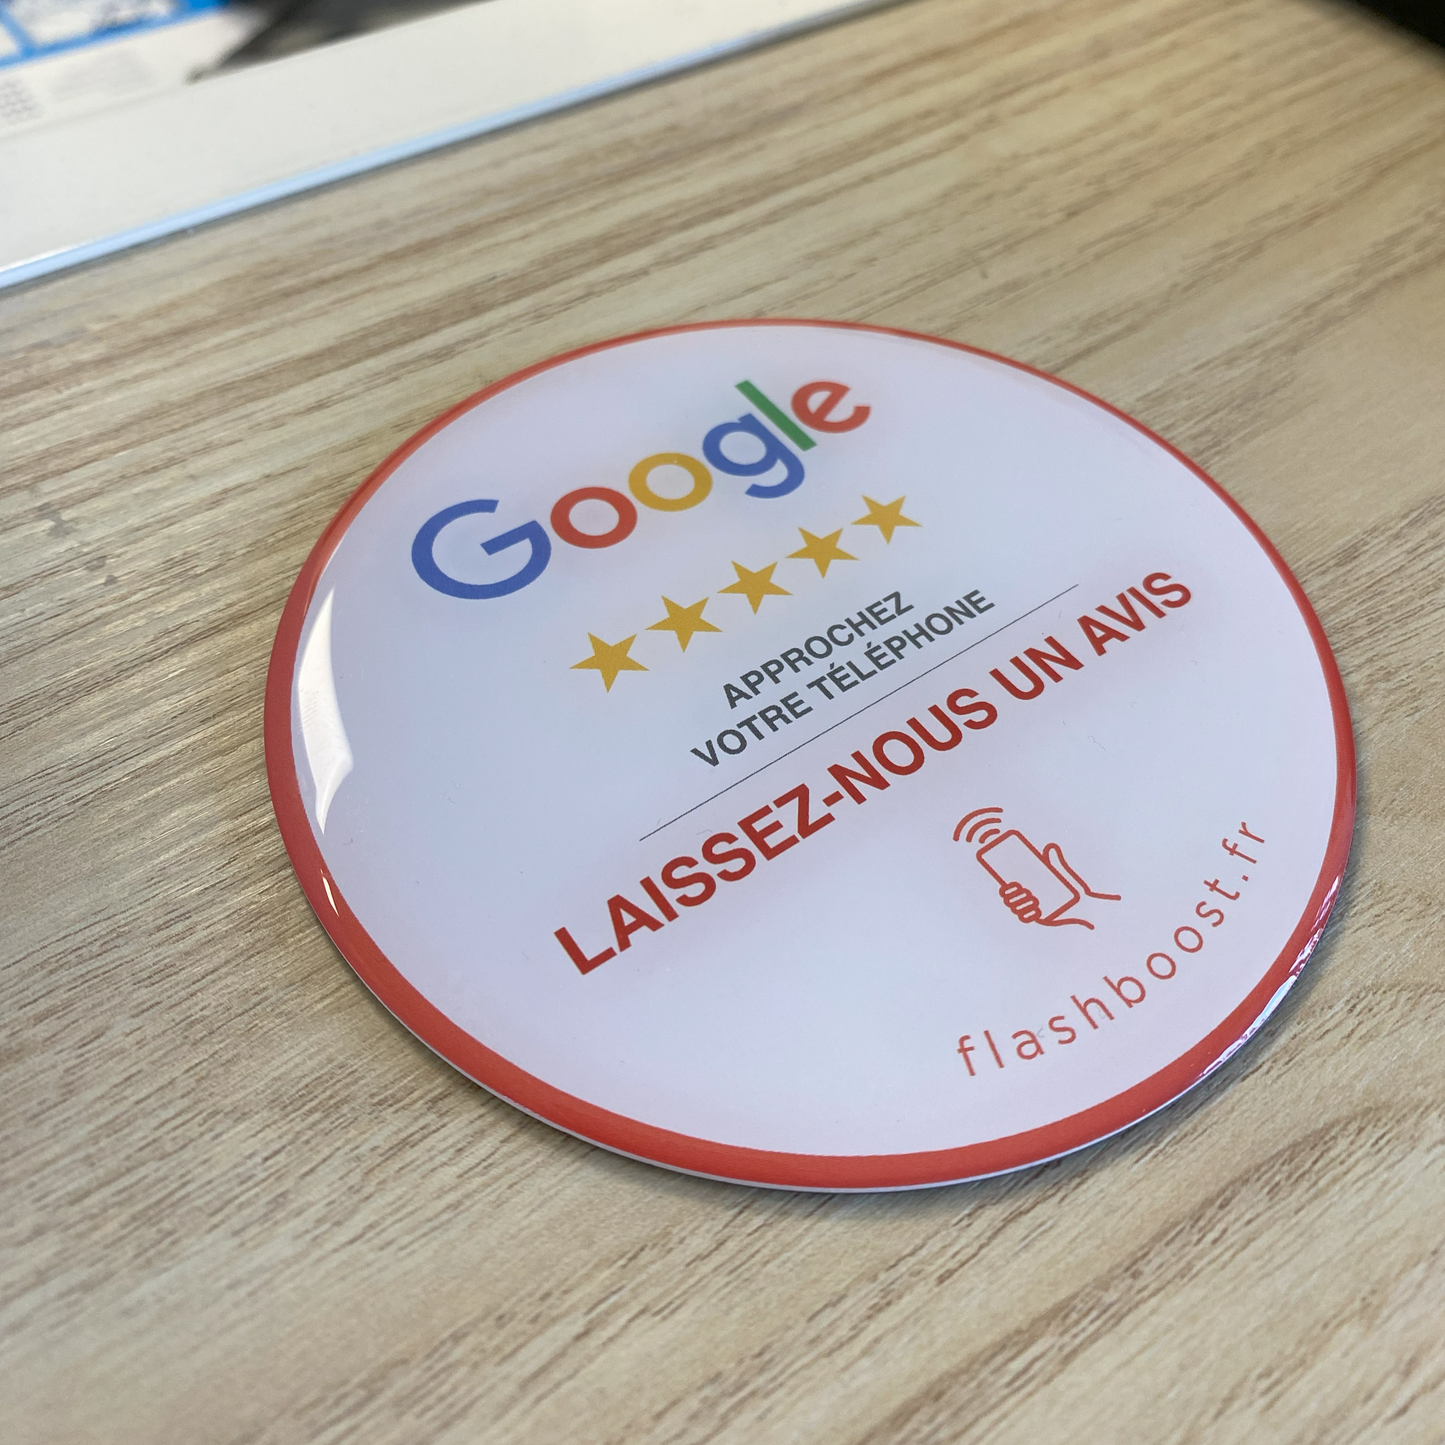 Google
APPROCHEZ
VOTRE TÉLÉPHONE
LAISSEZ-NOUS UN AVIS
flashboost.fr